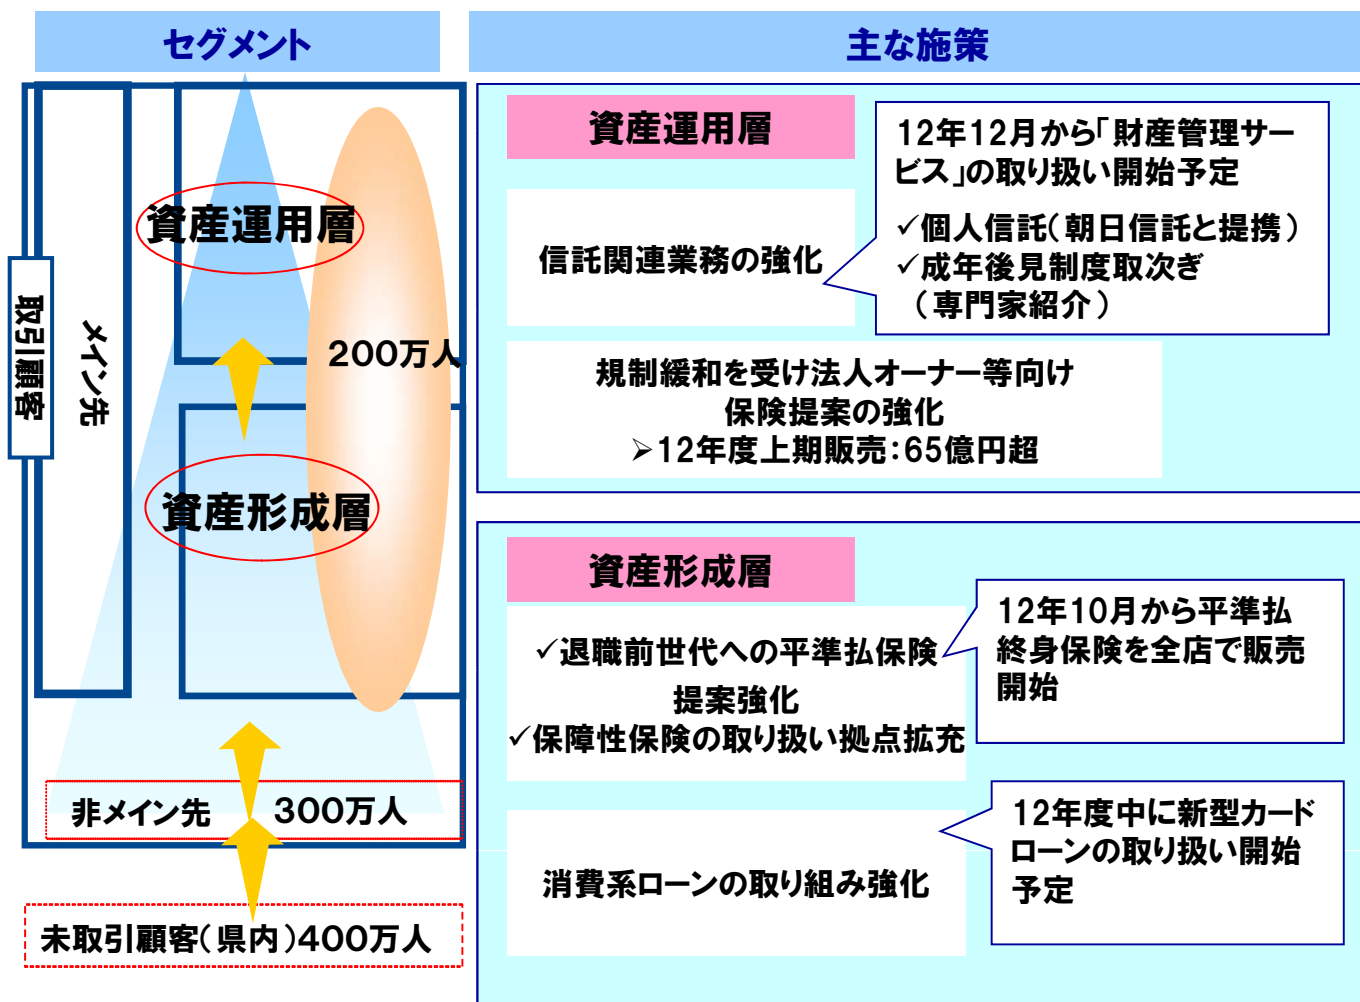 セグメント
資産運用層
取引顧客
メイン先
200万人
資産形成層
非メイン先
300万人
未取引顧客(県内)400万人
主な施策
資産運用層
信託関連業務の強化
12年12月から「財産管理サー
ビス」の取り扱い開始予定
✓個人信託(朝日信託と提携)
✓成年後見制度取次ぎ
(専門家紹介)
規制緩和を受け法人オーナー等向け
保険提案の強化
➢12年度上期販売:65億円超
資産形成層
✓退職前世代への平準払保険
提案強化
✓保障性保険の取り扱い拠点拡充
12年10月から平準払
終身保険を全店で販売
開始
消費系ローンの取り組み強化
12年度中に新型カード
ローンの取り扱い開始
予定